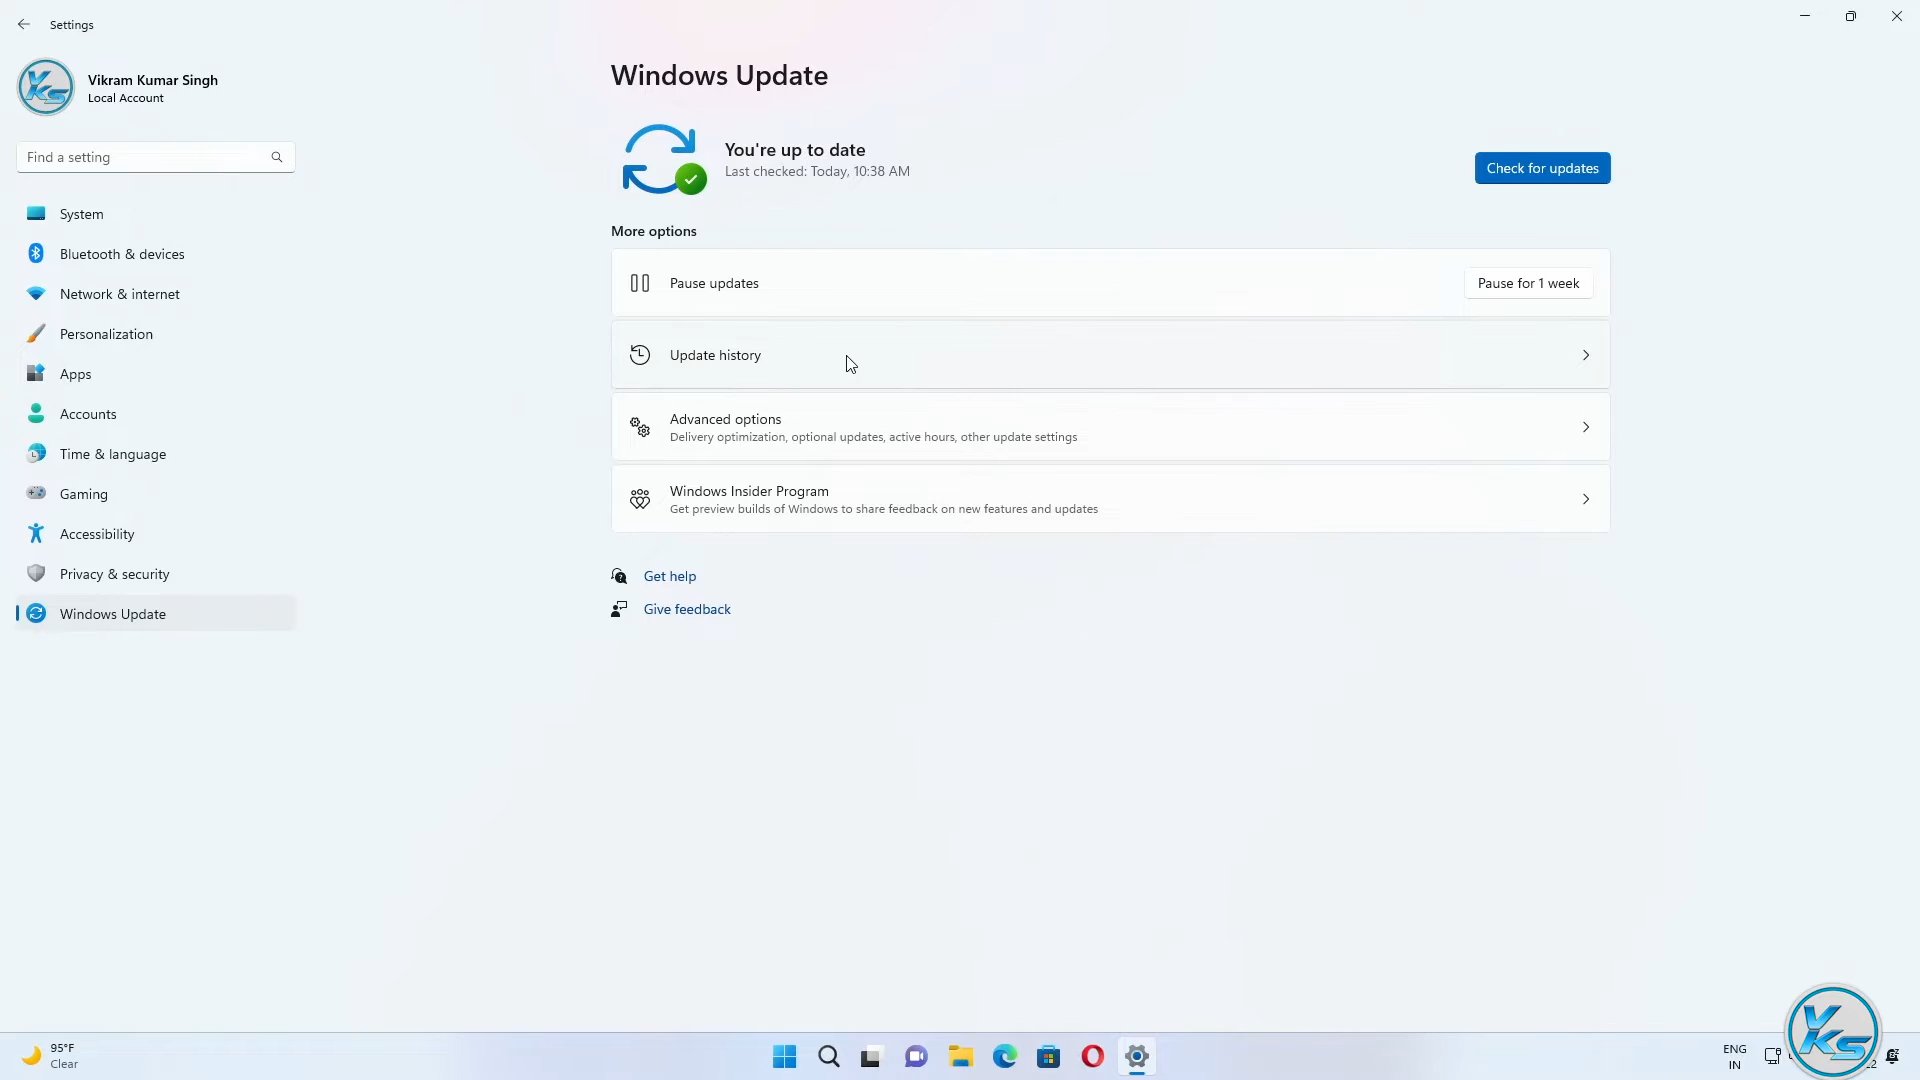 Settings
Vikram Kumar Singh
Local Account
Find a setting
System
Bluetooth & devices
Network & internet
Personalization
Apps
Accounts
Time & language
Gaming
Accessibility
Privacy & security
Windows Update
Windows Update
You're up to date
Last checked: Today, 10:38 AM
Check for updates
More options
Pause updates
Pause for 1 week
Update history
Advanced options
Delivery optimization, optional updates, active hours, other update settings
Windows Insider Program
Get preview builds of Windows to share feedback on new features and updates
Get help
Give feedback
95°F
Clear
ENG
IN
VKS